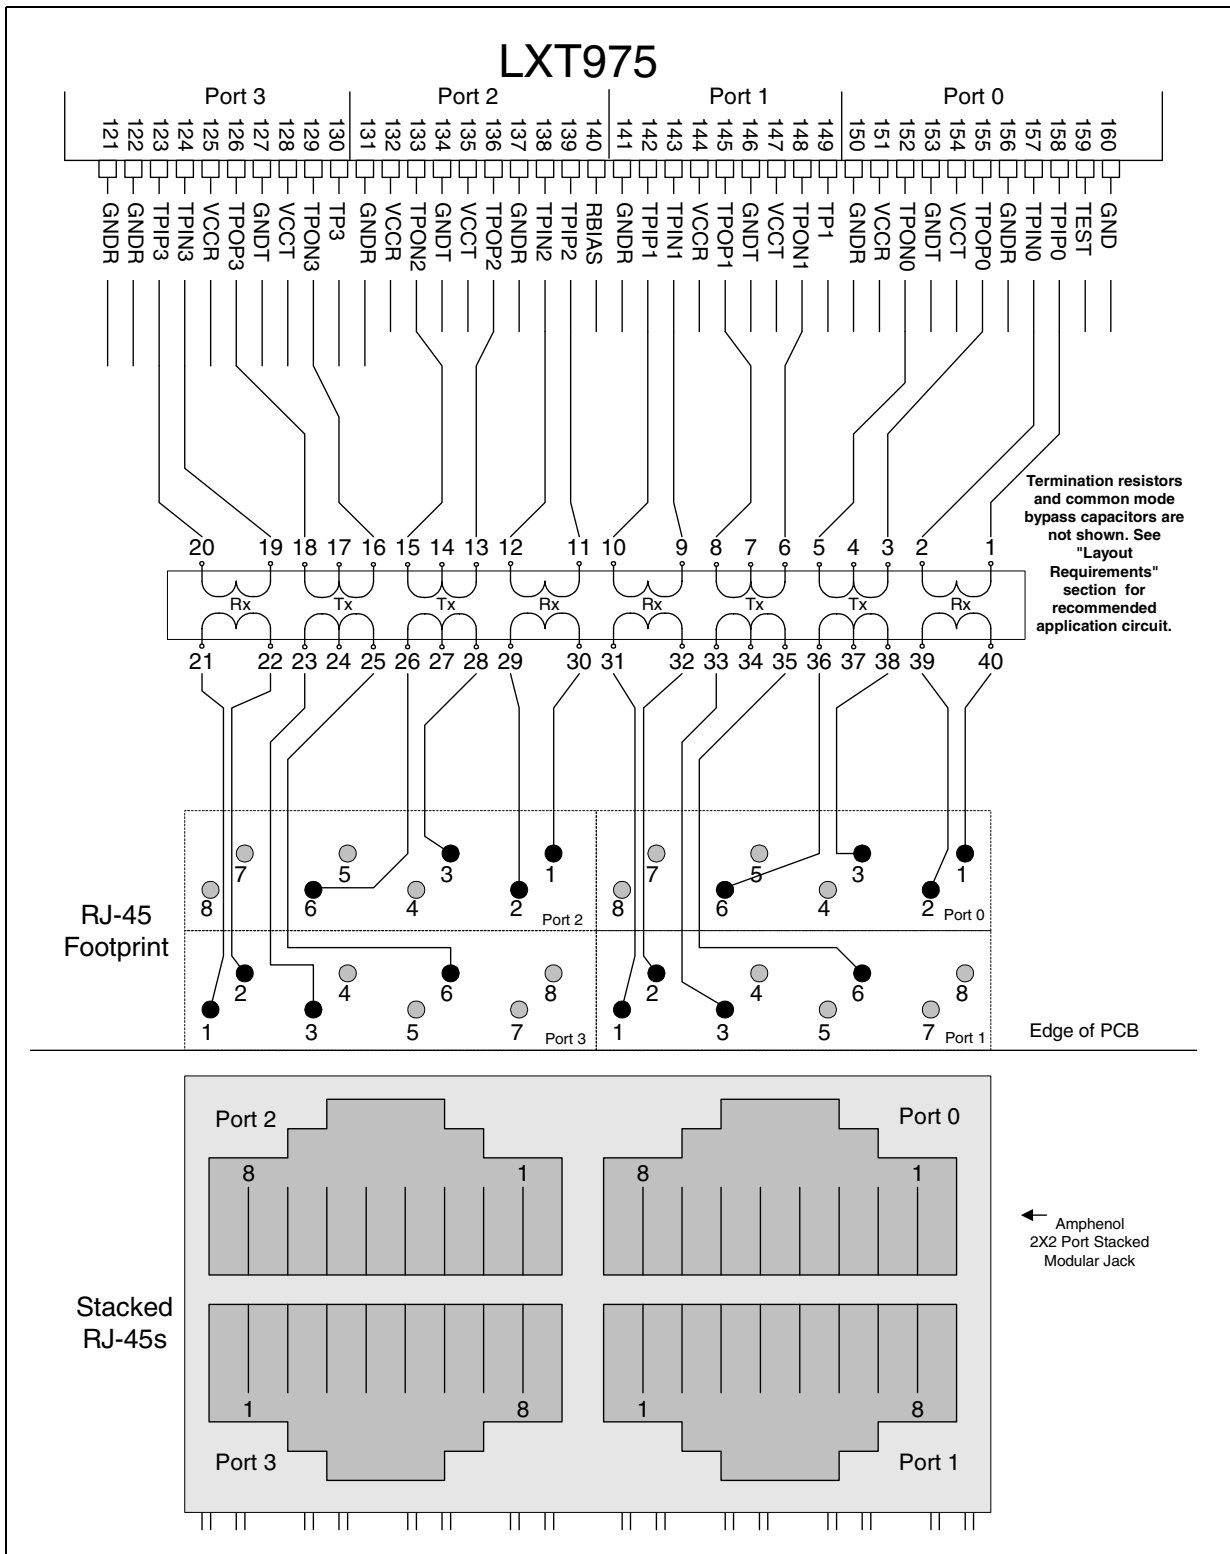 LXT975
Port 3 Port 2 Port 1 Port 0
121 122 123 124 125 126 127 128 129 130 131 132 133 134 135 136 137 138 139 140 141 142 143 144 145 146 147 148 149 150 151 152 153 154 155 156 157 158 159 160
GNDR GNDR TPIP3 TPIN3 VCCR TPOP3 GNDT VCCT TPON3 TP3 GNDR VCCR TPON2 GNDT VCCT TPOP2 GNDR TPIN2 TPIP2 RBIAS GNDR TPIP1 TPIN1 VCCR TPOP1 GNDT VCCT TPON1 TP1 GNDR VCCR TPON0 GNDT VCCT TPOP0 GNDR TPIN0 TPIP0 TEST GND
Termination resistors
and common mode
bypass capacitors are
not shown. See
"Layout
Requirements"
section for
recommended
application circuit.
20 19 18 17 16 15 14 13 12 11 10 9 8 7 6 5 4 3 2 1
Rx Tx Tx Rx Rx Tx Tx Rx
21 22 23 24 25 26 27 28 29 30 31 32 33 34 35 36 37 38 39 40
7 5 3 1 7 5 3 1
8 6 4 2 Port 2 8 6 4 2 Port 0
RJ-45
Footprint
2 4 6 8 2 4 6 8
1 3 5 7 Port 3 1 3 5 7 Port 1
Edge of PCB
Port 2 Port 0
8 1 8 1
Amphenol
2X2 Port Stacked
Modular Jack
Stacked
RJ-45s
1 8 1 8
Port 3 Port 1